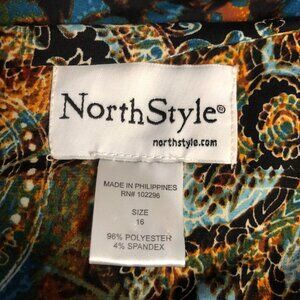 NorthStyle®
northstyle.com
MADE IN PHILIPPINES
RN# 102296
SIZE
16
96% POLYESTER
4% SPANDEX